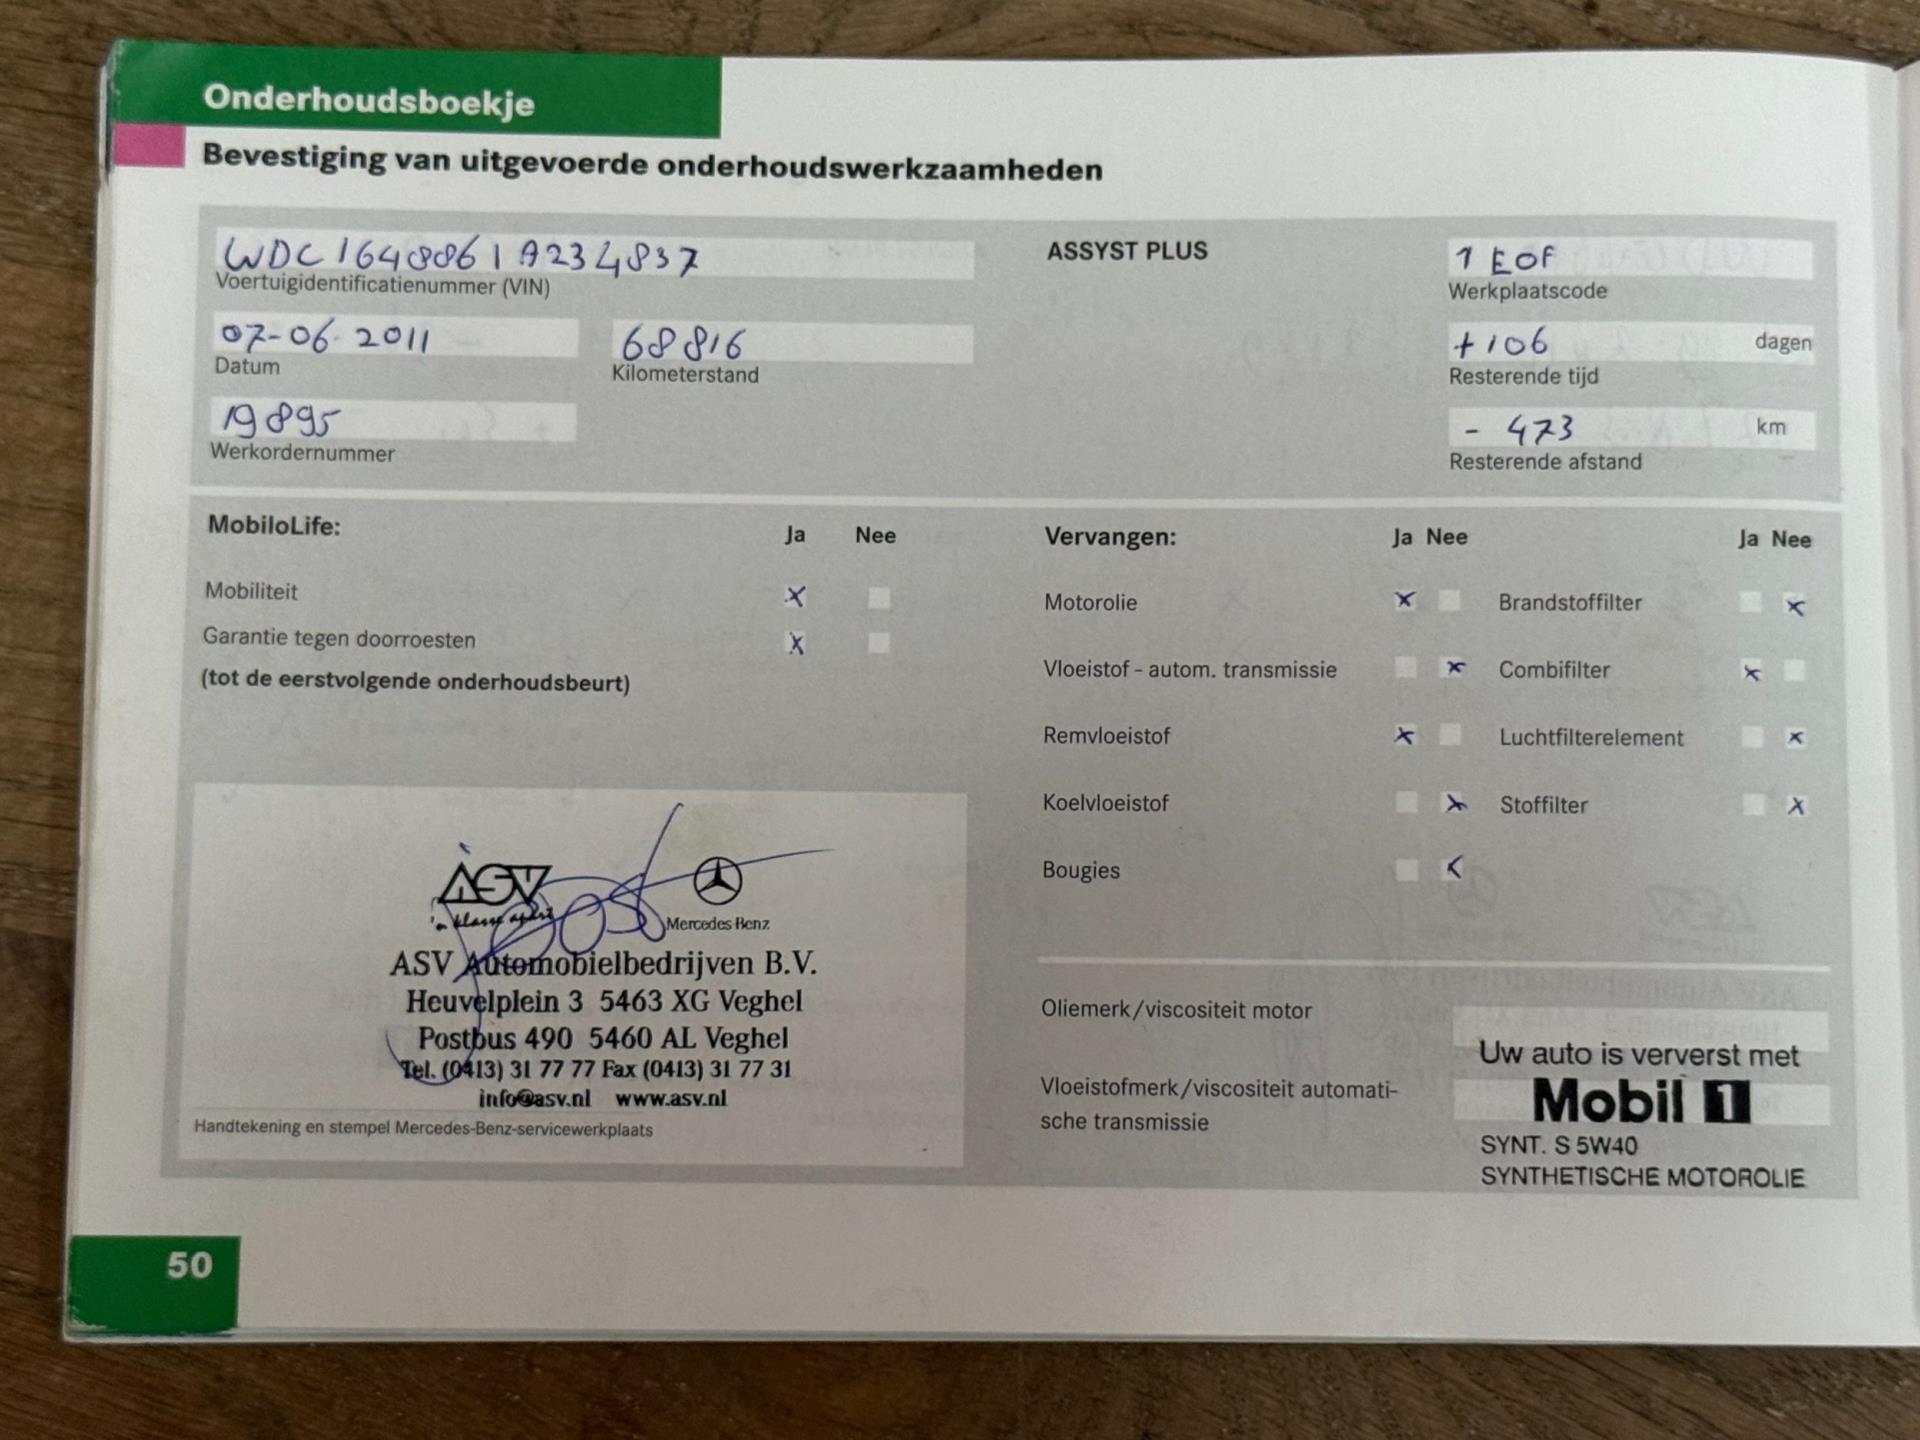 Onderhoudsboekje
Bevestiging van uitgevoerde onderhoudswerkzaamheden
WDC1648861A234837
Voertuigidentificatienummer (VIN)
07-06-2011
Datum
68816
Kilometerstand
19895
Werkordernummer
ASSYST PLUS
1 EOF
Werkplaatscode
+106 dagen
Resterende tijd
- 473 km
Resterende afstand
MobiloLife: Ja Nee
Mobiliteit x
Garantie tegen doorroesten x
(tot de eerstvolgende onderhoudsbeurt)
ASV
'n klasse apart
Mercedes-Benz
ASV Automobielbedrijven B.V.
Heuvelplein 3 5463 XG Veghel
Postbus 490 5460 AL Veghel
Tel. (0413) 31 77 77 Fax (0413) 31 77 31
info@asv.nl www.asv.nl
Handtekening en stempel Mercedes-Benz-servicewerkplaats
Vervangen: Ja Nee Ja Nee
Motorolie x Brandstoffilter x
Vloeistof - autom. transmissie x Combifilter x
Remvloeistof x Luchtfilterelement x
Koelvloeistof x Stoffilter x
Bougies x
Oliemerk/viscositeit motor
Vloeistofmerk/viscositeit automati-
sche transmissie
Uw auto is ververst met
Mobil 1
SYNT. S 5W40
SYNTHETISCHE MOTOROLIE
50